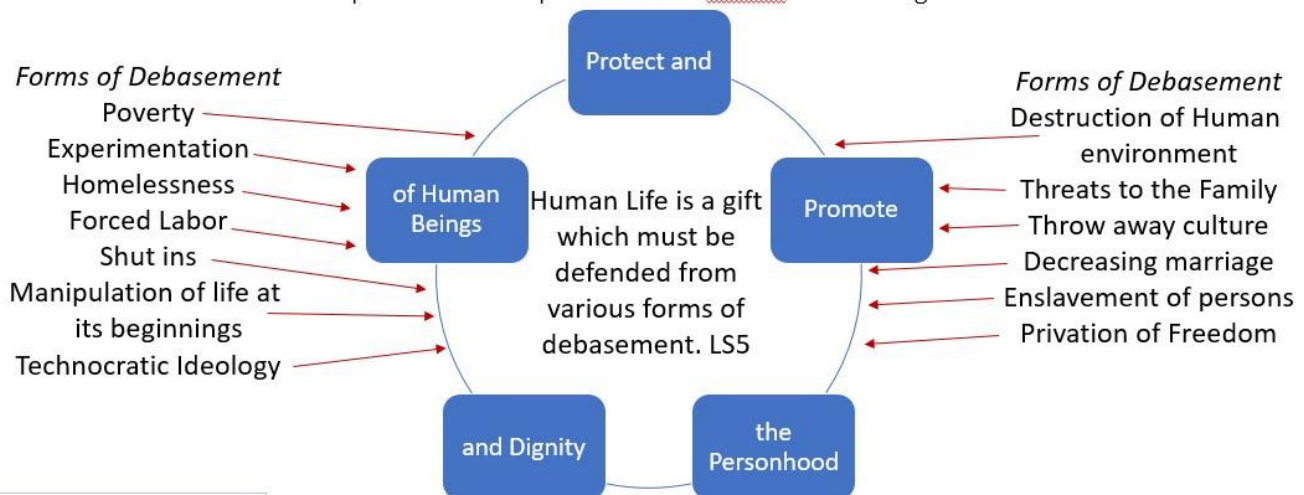 Protect and
Forms of Debasement
Poverty
Experimentation
Homelessness
Forced Labor
Shut ins
Manipulation of life at
its beginnings
Technocratic Ideology
of Human
Beings
Human Life is a gift
which must be
defended from
various forms of
debasement. LS5
Promote
Forms of Debasement
Destruction of Human
environment
Threats to the Family
Throw away culture
Decreasing marriage
Enslavement of persons
Privation of Freedom
and Dignity
the
Personhood